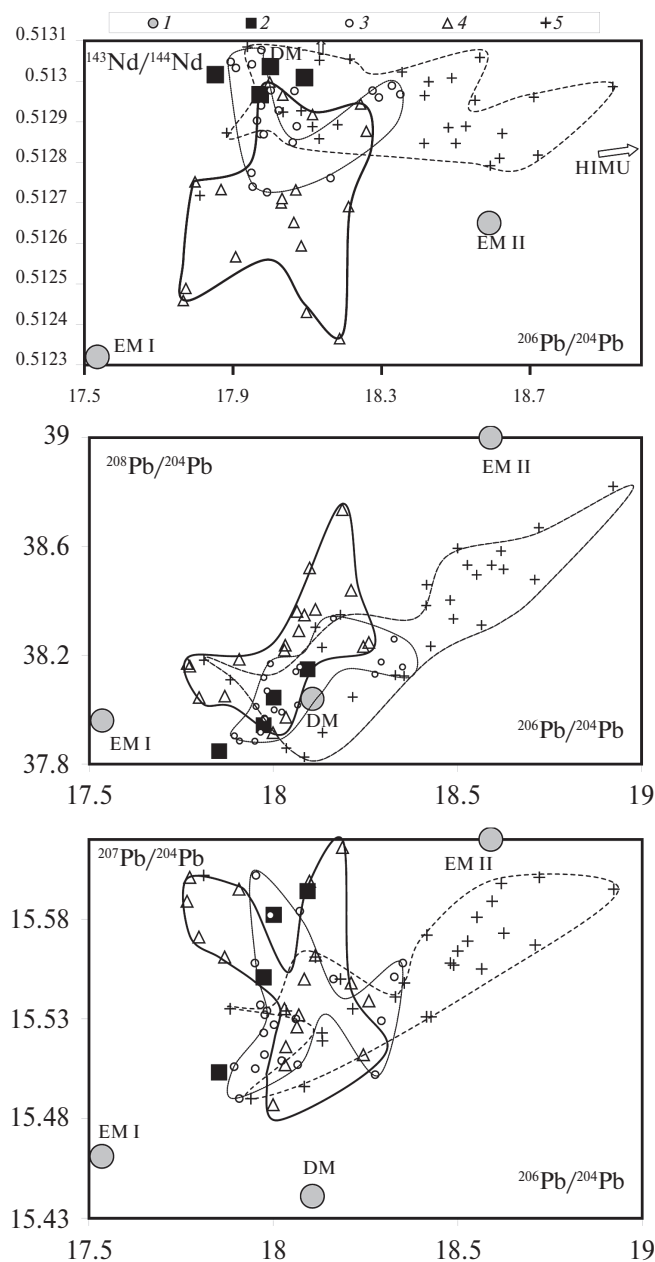 1 2 3 4 5
0.5131
¹⁴³Nd/¹⁴⁴Nd
DM ⇑
0.513
0.5129
0.5128
HIMU
0.5127
0.5126
EM II
0.5125
0.5124
EM I
²⁰⁶Pb/²⁰⁴Pb
0.5123
17.5 17.9 18.3 18.7
39
²⁰⁸Pb/²⁰⁴Pb
EM II
38.6
38.2
DM
EM I
²⁰⁶Pb/²⁰⁴Pb
37.8
17.5 18 18.5 19
²⁰⁷Pb/²⁰⁴Pb
EM II
15.58
15.53
15.48
EM I
DM
²⁰⁶Pb/²⁰⁴Pb
15.43
17.5 18 18.5 19